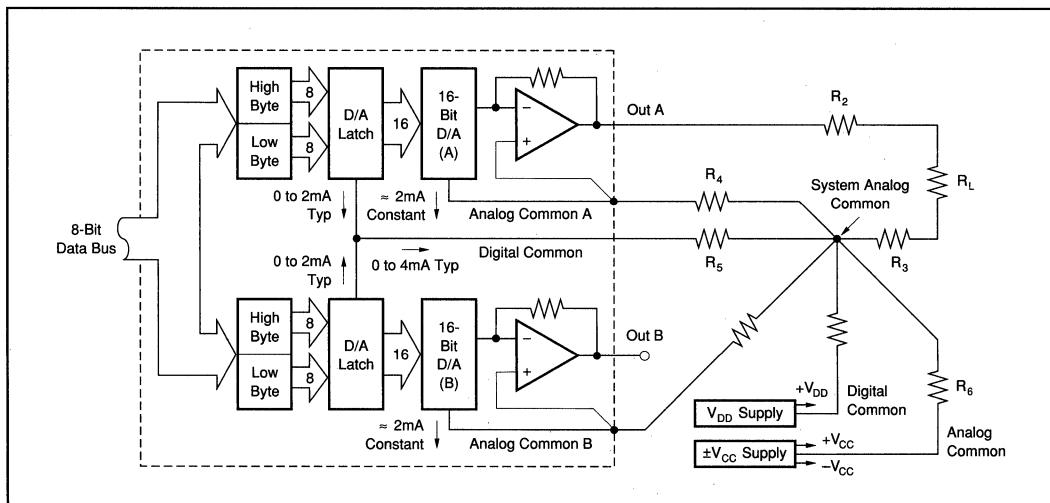 8-Bit
Data Bus
High
Byte
Low
Byte
8
8
D/A
Latch
16
16-
Bit
D/A
(A)
−
+
Out A
R2
RL
R4
System Analog
Common
R3
0 to 2mA
Typ
≈ 2mA
Constant
Analog Common A
Digital Common
0 to 4mA Typ
R5
0 to 2mA
Typ
High
Byte
Low
Byte
8
8
D/A
Latch
16
16-
Bit
D/A
(B)
−
+
Out B
≈ 2mA
Constant
Analog Common B
+VDD
VDD Supply
Digital
Common
R6
±VCC Supply
+VCC
−VCC
Analog
Common